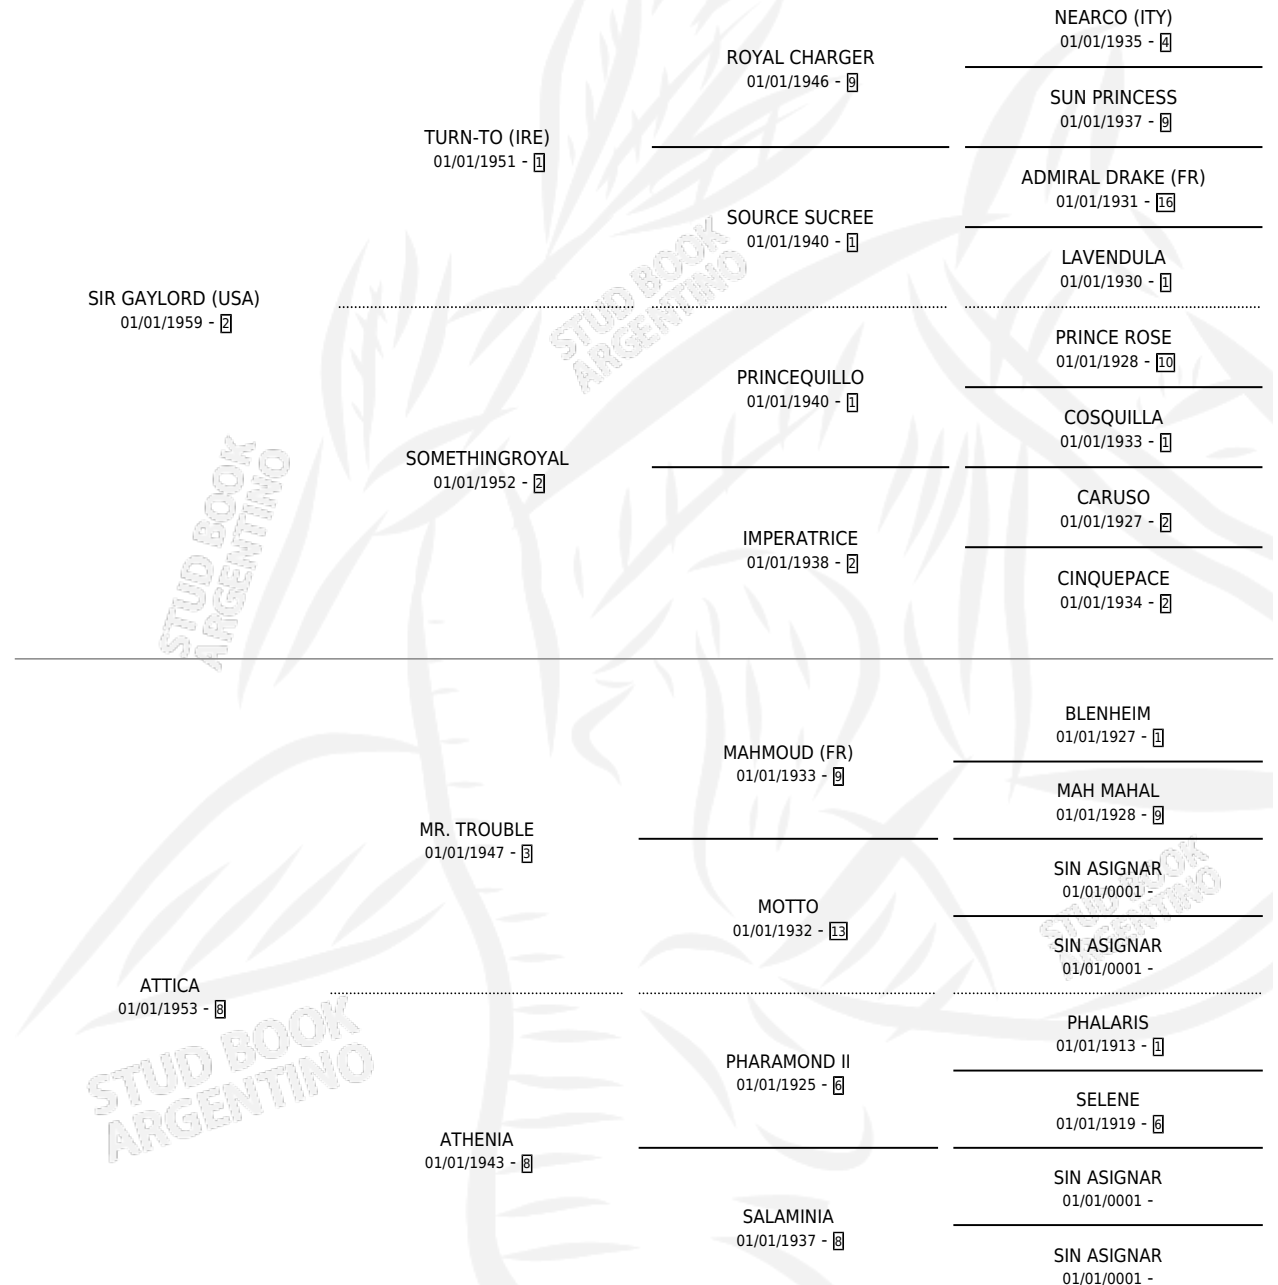 NEARCO (ITY)
01/01/1935 - 4
ROYAL CHARGER
01/01/1946 - 9
SUN PRINCESS
01/01/1937 - 9
TURN-TO (IRE)
01/01/1951 - 1
ADMIRAL DRAKE (FR)
01/01/1931 - 16
SOURCE SUCREE
01/01/1940 - 1
LAVENDULA
01/01/1930 - 1
SIR GAYLORD (USA)
01/01/1959 - 2
PRINCE ROSE
01/01/1928 - 10
PRINCEQUILLO
01/01/1940 - 1
COSQUILLA
01/01/1933 - 1
SOMETHINGROYAL
01/01/1952 - 2
CARUSO
01/01/1927 - 2
IMPERATRICE
01/01/1938 - 2
CINQUEPACE
01/01/1934 - 2
BLENHEIM
01/01/1927 - 1
MAHMOUD (FR)
01/01/1933 - 9
MAH MAHAL
01/01/1928 - 9
MR. TROUBLE
01/01/1947 - 3
SIN ASIGNAR
01/01/0001 -
MOTTO
01/01/1932 - 13
SIN ASIGNAR
01/01/0001 -
ATTICA
01/01/1953 - 8
PHALARIS
01/01/1913 - 1
PHARAMOND II
01/01/1925 - 6
SELENE
01/01/1919 - 6
ATHENIA
01/01/1943 - 8
SIN ASIGNAR
01/01/0001 -
SALAMINIA
01/01/1937 - 8
SIN ASIGNAR
01/01/0001 -
STUD BOOK
ARGENTINO
STUD BOOK
ARGENTINO
STUD BOOK
ARGENTINO
STUD BOOK
ARGENTINO